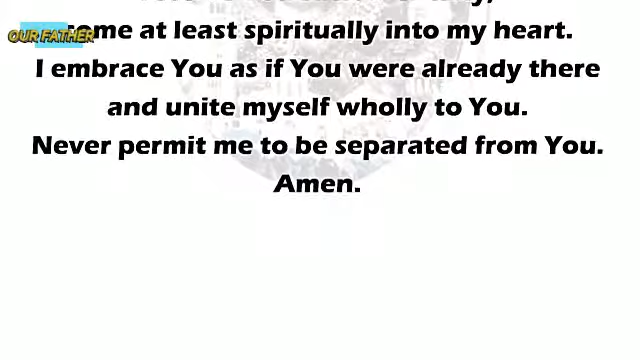 come at least spiritually into my heart.
OUR FATHER
I embrace You as if You were already there
and unite myself wholly to You.
Never permit me to be separated from You.
Amen.